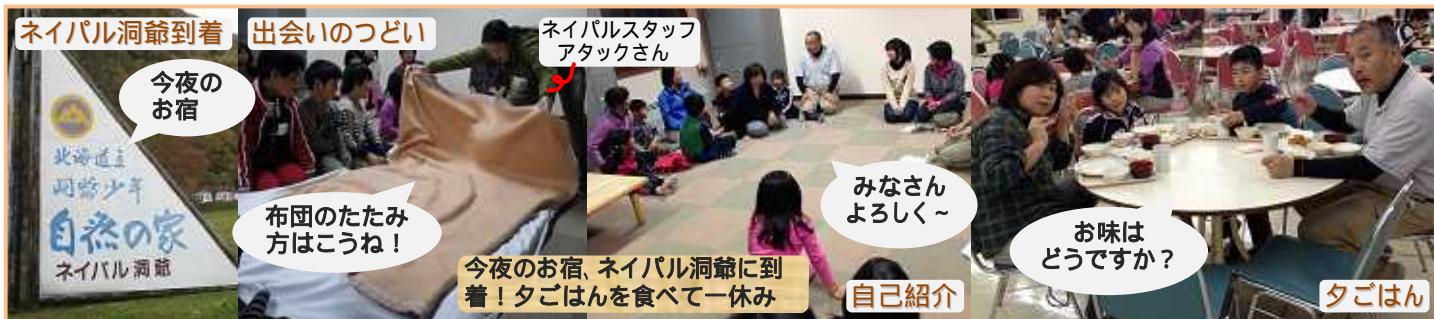 ネイパル洞爺到着
今夜の
お宿
北海道立
洞爺少年
自然の家
ネイパル洞爺
出会いのつどい
布団のたたみ
方はこうね！
ネイパルスタッフ
アタックさん
みなさん
よろしく~
今夜のお宿、ネイパル洞爺に到
着！夕ごはんを食べて一休み
自己紹介
お味は
どうですか？
夕ごはん